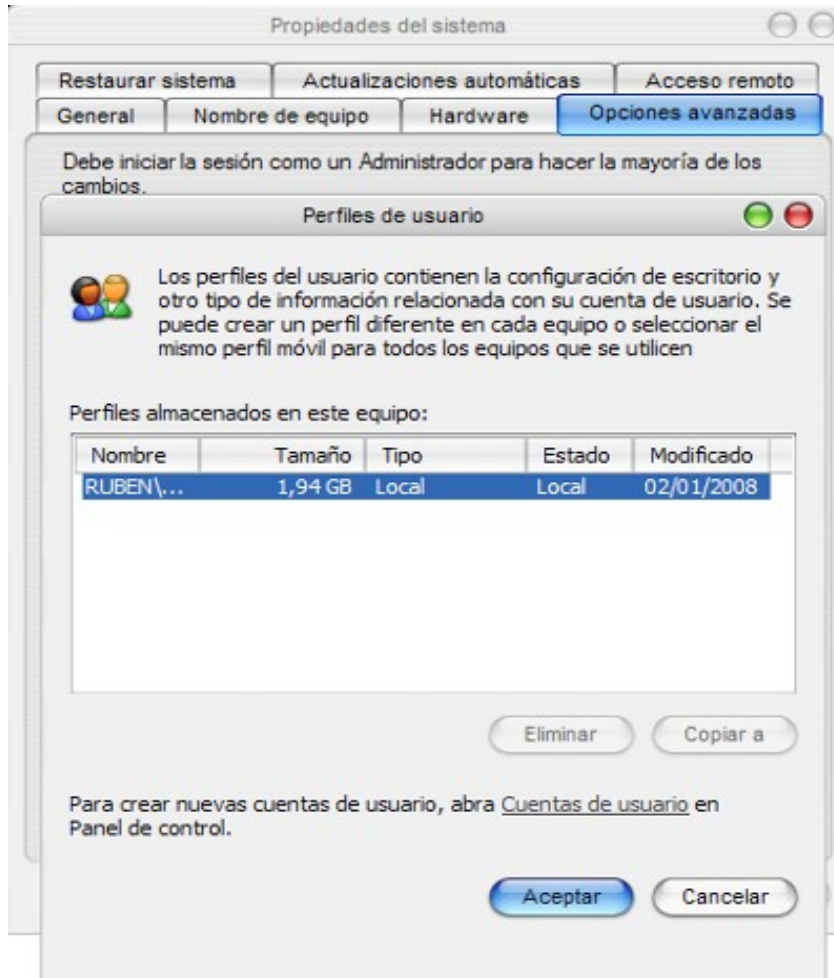 Propiedades del sistema
Restaurar sistema Actualizaciones automáticas Acceso remoto
General Nombre de equipo Hardware Opciones avanzadas
Debe iniciar la sesión como un Administrador para hacer la mayoría de los
cambios.
Perfiles de usuario
Los perfiles del usuario contienen la configuración de escritorio y
otro tipo de información relacionada con su cuenta de usuario. Se
puede crear un perfil diferente en cada equipo o seleccionar el
mismo perfil móvil para todos los equipos que se utilicen
Perfiles almacenados en este equipo:
Nombre Tamaño Tipo Estado Modificado
RUBEN\... 1,94 GB Local Local 02/01/2008
Eliminar Copiar a
Para crear nuevas cuentas de usuario, abra Cuentas de usuario en
Panel de control.
Aceptar Cancelar